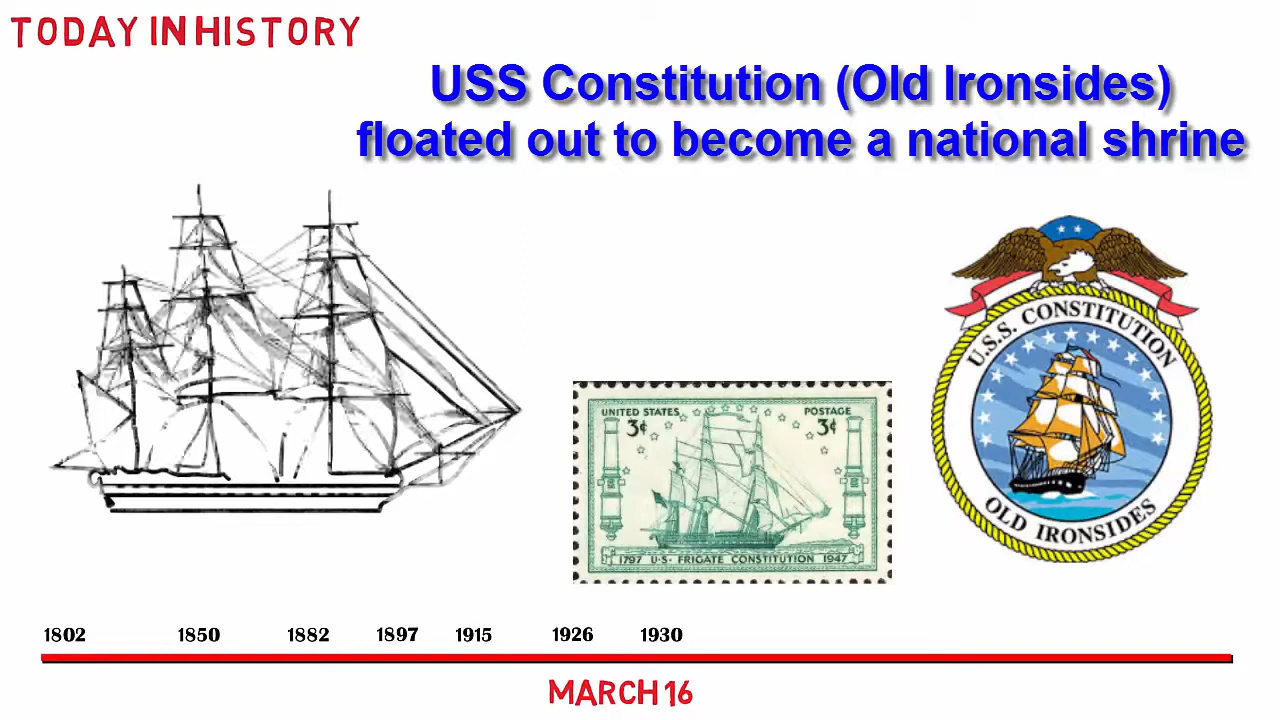 TODAY IN HISTORY
USS Constitution (Old Ironsides)
floated out to become a national shrine
U.S.S. CONSTITUTION
OLD IRONSIDES
UNITED STATES POSTAGE
3¢ 3¢
1797 U·S· FRIGATE CONSTITUTION 1947
1802 1850 1882 1897 1915 1926 1930
MARCH 16